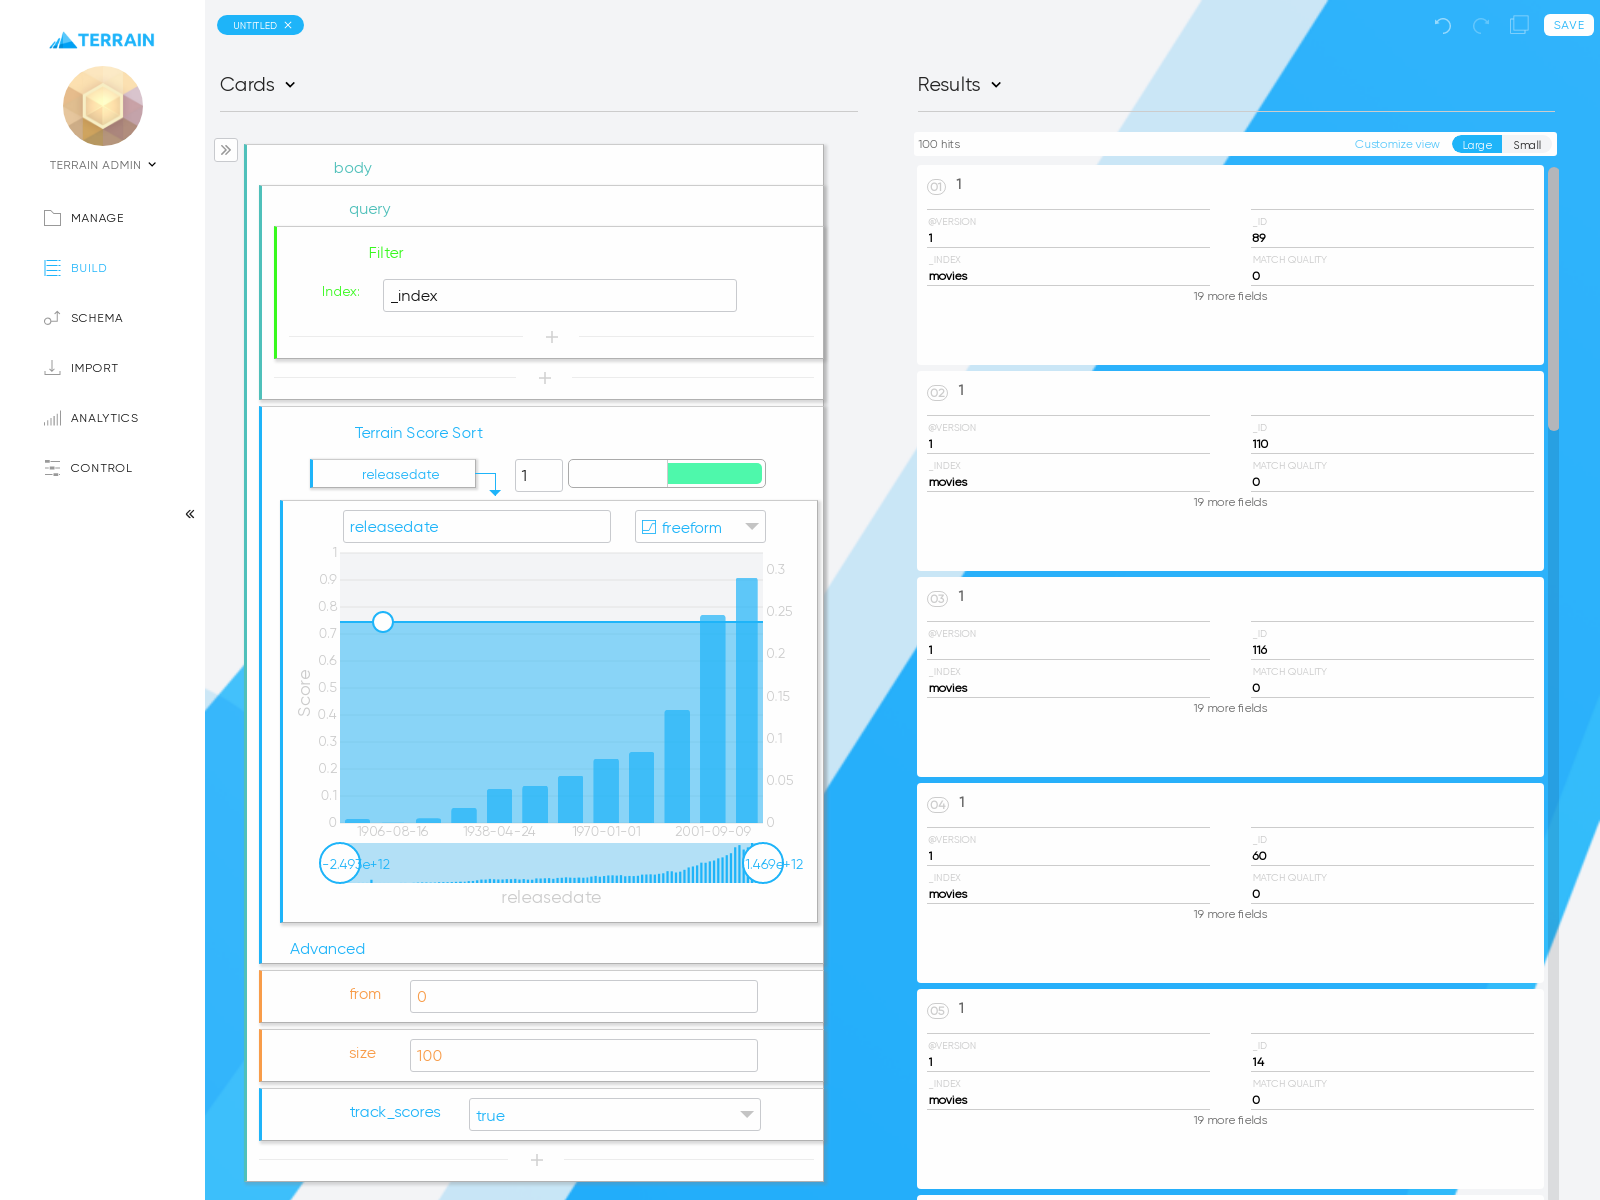 TERRAIN
TERRAIN ADMIN
MANAGE
BUILD
SCHEMA
IMPORT
ANALYTICS
CONTROL
UNTITLED
SAVE
Cards
body
query
Filter
Index: _index
Terrain Score Sort
releasedate 1
releasedate freeform
Score
1
0.9
0.8
0.7
0.6
0.5
0.4
0.3
0.2
0.1
0
0.3
0.25
0.2
0.15
0.1
0.05
0
1906-08-16 1938-04-24 1970-01-01 2001-09-09
-2.493e+12 1.469e+12
releasedate
Advanced
from 0
size 100
track_scores true
Results
100 hits Customize view Large Small
01 1
@VERSION _ID
1 89
_INDEX MATCH QUALITY
movies 0
19 more fields
02 1
@VERSION _ID
1 110
_INDEX MATCH QUALITY
movies 0
19 more fields
03 1
@VERSION _ID
1 116
_INDEX MATCH QUALITY
movies 0
19 more fields
04 1
@VERSION _ID
1 60
_INDEX MATCH QUALITY
movies 0
19 more fields
05 1
@VERSION _ID
1 14
_INDEX MATCH QUALITY
movies 0
19 more fields